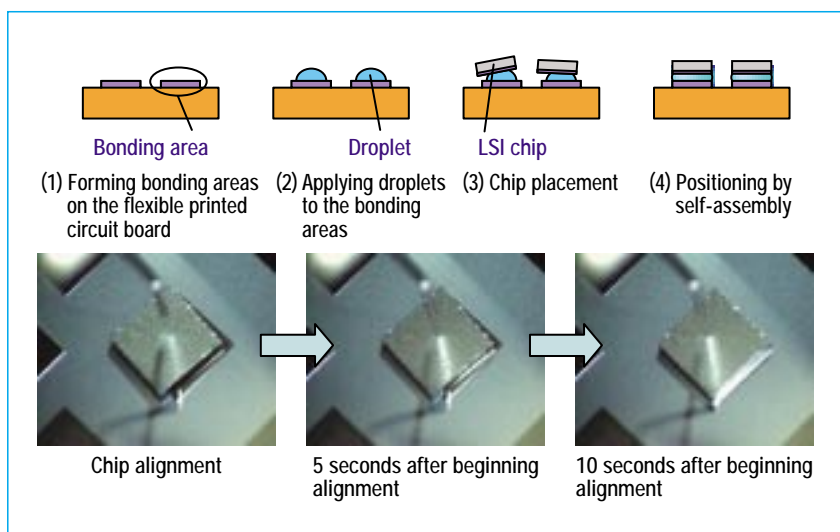 Bonding area
Droplet
LSI chip
(1) Forming bonding areas
on the flexible printed
circuit board
(2) Applying droplets
to the bonding
areas
(3) Chip placement
(4) Positioning by
self-assembly
Chip alignment
5 seconds after beginning
alignment
10 seconds after beginning
alignment